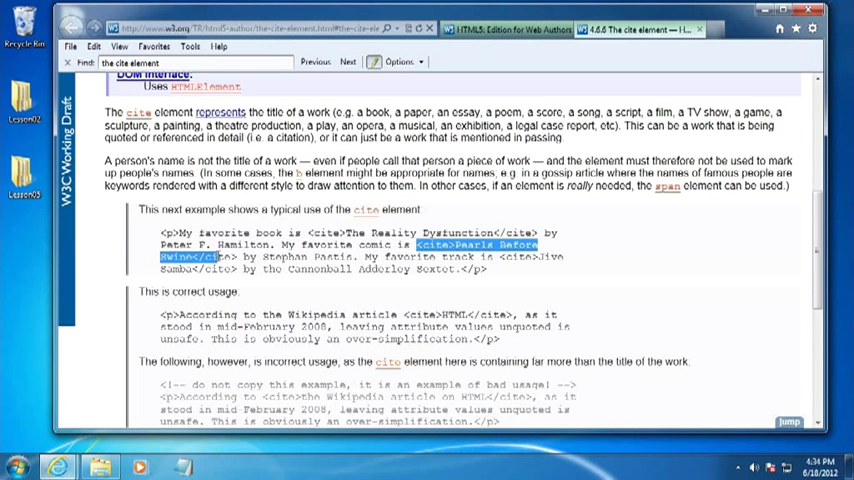 Recycle Bin
Lesson02
http://www.w3.org/TR/html5-author/the-cite-element.html#the-cite-ele
HTML5: Edition for Web Authors
4.6.6 The cite element — H...
File Edit View Favorites Tools Help
Find: the cite element Previous Next Options
W3C Working Draft
DOM interface:
Uses HTMLElement.
The cite element represents the title of a work (e.g. a book, a paper, an essay, a poem, a score, a song, a script, a film, a TV show, a game, a
sculpture, a painting, a theatre production, a play, an opera, a musical, an exhibition, a legal case report, etc). This can be a work that is being
quoted or referenced in detail (i.e. a citation), or it can just be a work that is mentioned in passing.
A person's name is not the title of a work — even if people call that person a piece of work — and the element must therefore not be used to mark
up people's names. (In some cases, the b element might be appropriate for names; e.g. in a gossip article where the names of famous people are
keywords rendered with a different style to draw attention to them. In other cases, if an element is really needed, the span element can be used.)
This next example shows a typical use of the cite element:
<p>My favorite book is <cite>The Reality Dysfunction</cite> by
Peter F. Hamilton. My favorite comic is <cite>Pearls Before
Swine</cite> by Stephan Pastis. My favorite track is <cite>Jive
Samba</cite> by the Cannonball Adderley Sextet.</p>
This is correct usage:
<p>According to the Wikipedia article <cite>HTML</cite>, as it
stood in mid-February 2008, leaving attribute values unquoted is
unsafe. This is obviously an over-simplification.</p>
The following, however, is incorrect usage, as the cite element here is containing far more than the title of the work:
<!-- do not copy this example, it is an example of bad usage! -->
<p>According to <cite>the Wikipedia article on HTML</cite>, as it
stood in mid-February 2008, leaving attribute values unquoted is
unsafe. This is obviously an over-simplification.</p>
jump
4:34 PM
6/18/2012